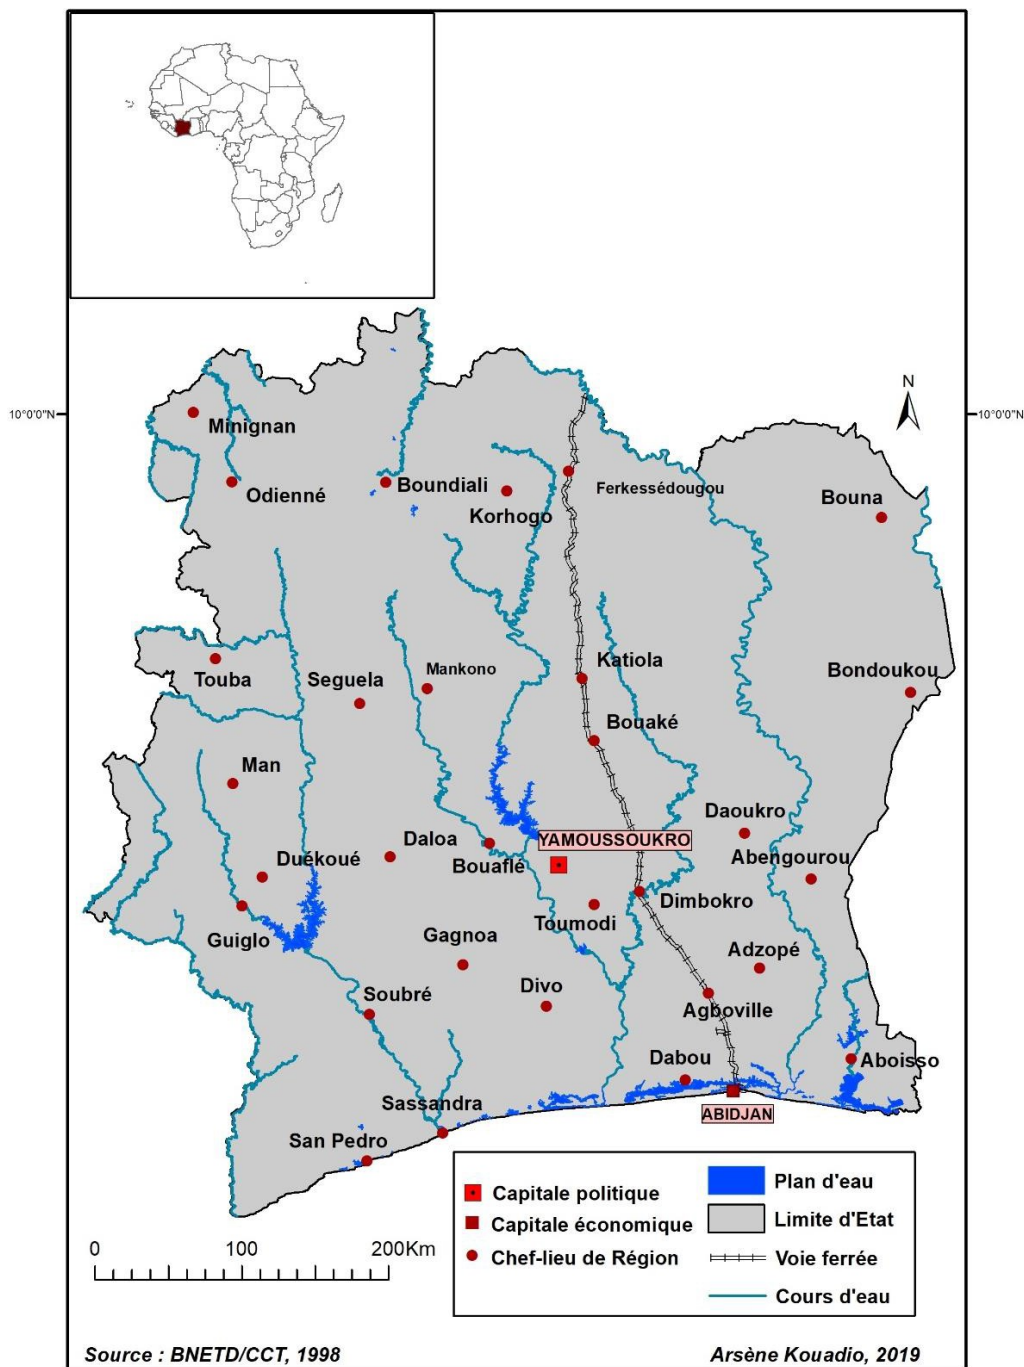 N
10°0'0"N
10°0'0"N
Minignan
Odienné
Boundiali
Korhogo
Ferkessédougou
Bouna
Touba
Seguela
Mankono
Katiola
Bondoukou
Bouaké
Man
Daoukro
YAMOUSSOUKRO
Daloa
Bouaflé
Abengourou
Duékoué
Dimbokro
Toumodi
Guiglo
Gagnoa
Adzopé
Divo
Soubré
Agboville
Dabou
Aboisso
Sassandra
ABIDJAN
San Pedro
Capitale politique
Capitale économique
Chef-lieu de Région
Plan d'eau
Limite d'Etat
Voie ferrée
Cours d'eau
0 100 200Km
Source : BNETD/CCT, 1998
Arsène Kouadio, 2019